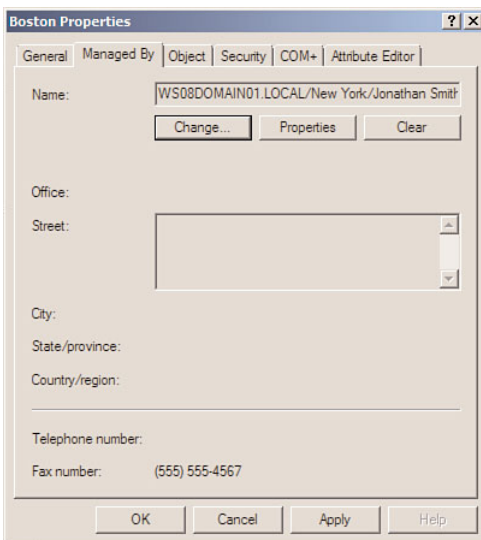 Boston Properties ? ×
General Managed By Object Security COM+ Attribute Editor
Name: WS08DOMAIN01.LOCAL/New York/Jonathan Smith
Change... Properties Clear
Office:
Street:
City:
State/province:
Country/region:
Telephone number:
Fax number: (555) 555-4567
OK Cancel Apply Help